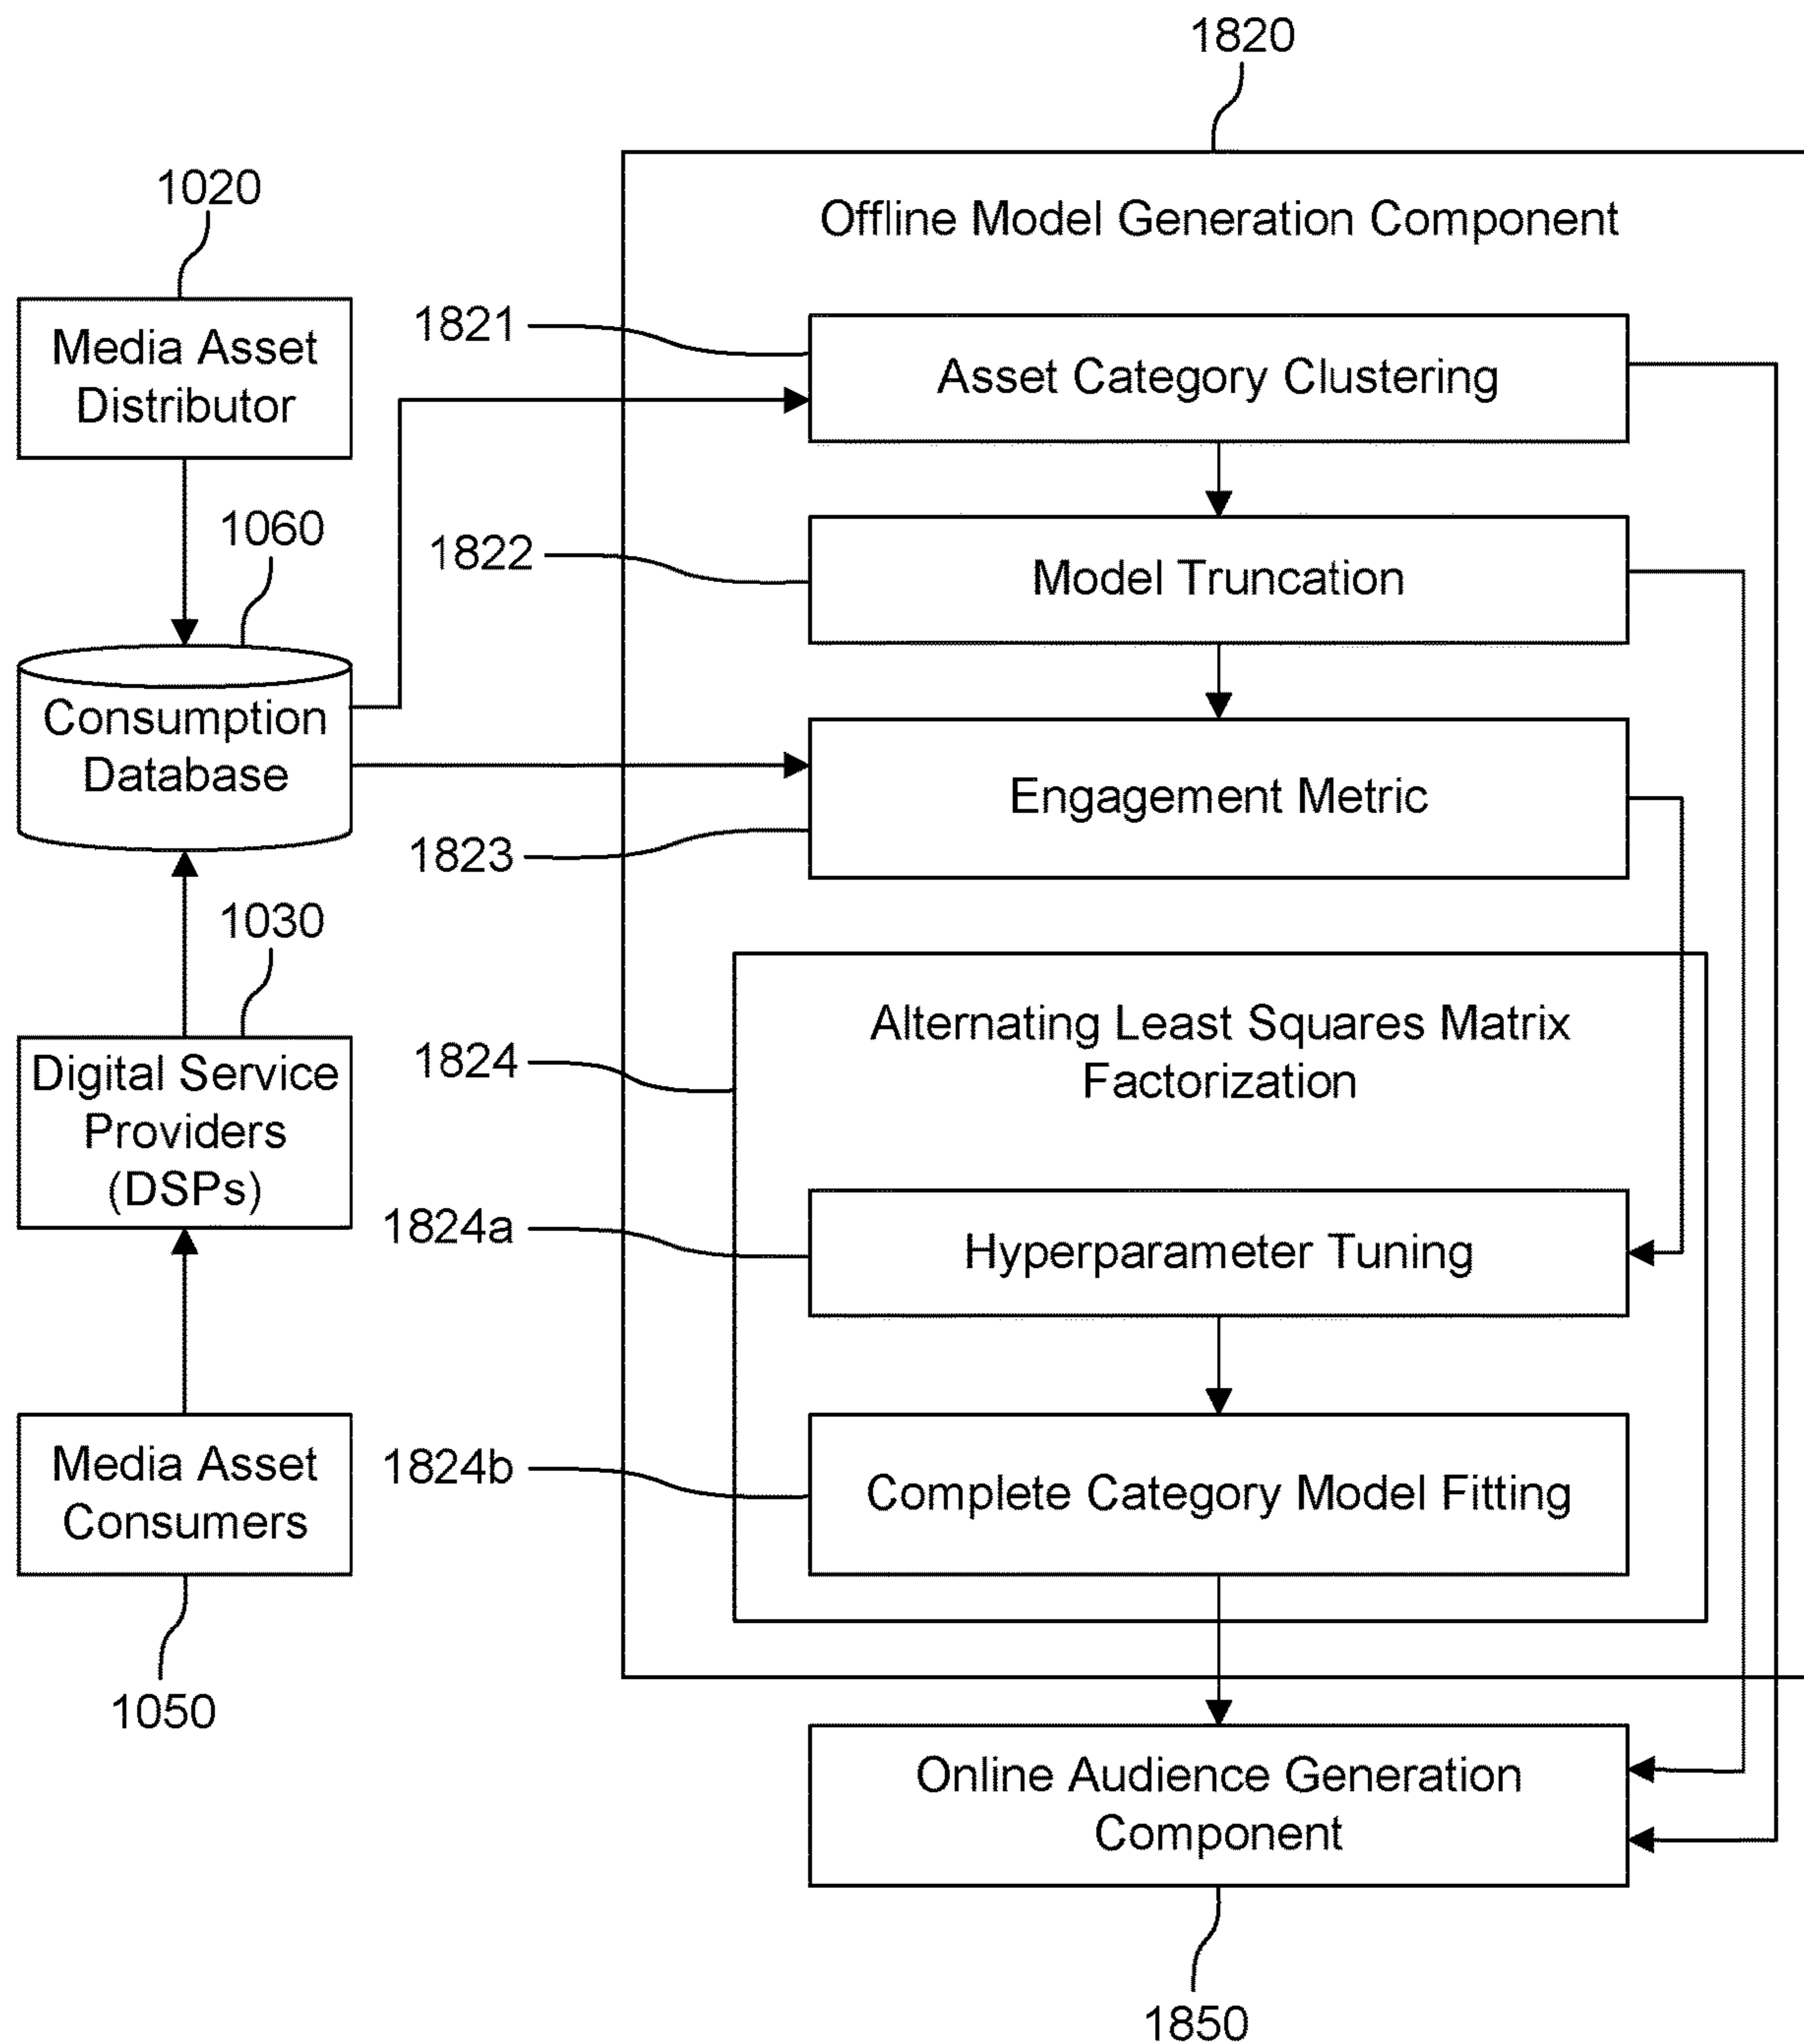 1820
Offline Model Generation Component
1020
Media Asset
Distributor
1821
Asset Category Clustering
1060
1822
Model Truncation
Consumption
Database
Engagement Metric
1823
1030
Digital Service
Providers
(DSPs)
1824
Alternating Least Squares Matrix
Factorization
1824a
Hyperparameter Tuning
Media Asset
Consumers
1050
1824b
Complete Category Model Fitting
Online Audience Generation
Component
1850